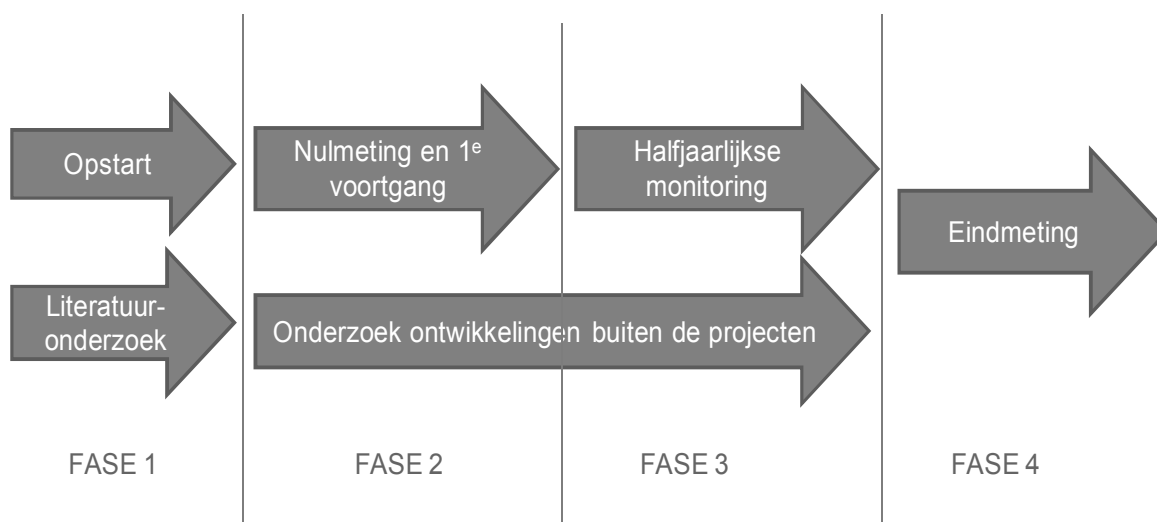 Opstart
Nulmeting en 1e
voortgang
Halfjaarlijkse
monitoring
Eindmeting
Literatuur-
onderzoek
Onderzoek ontwikkelingen buiten de projecten
FASE 1
FASE 2
FASE 3
FASE 4